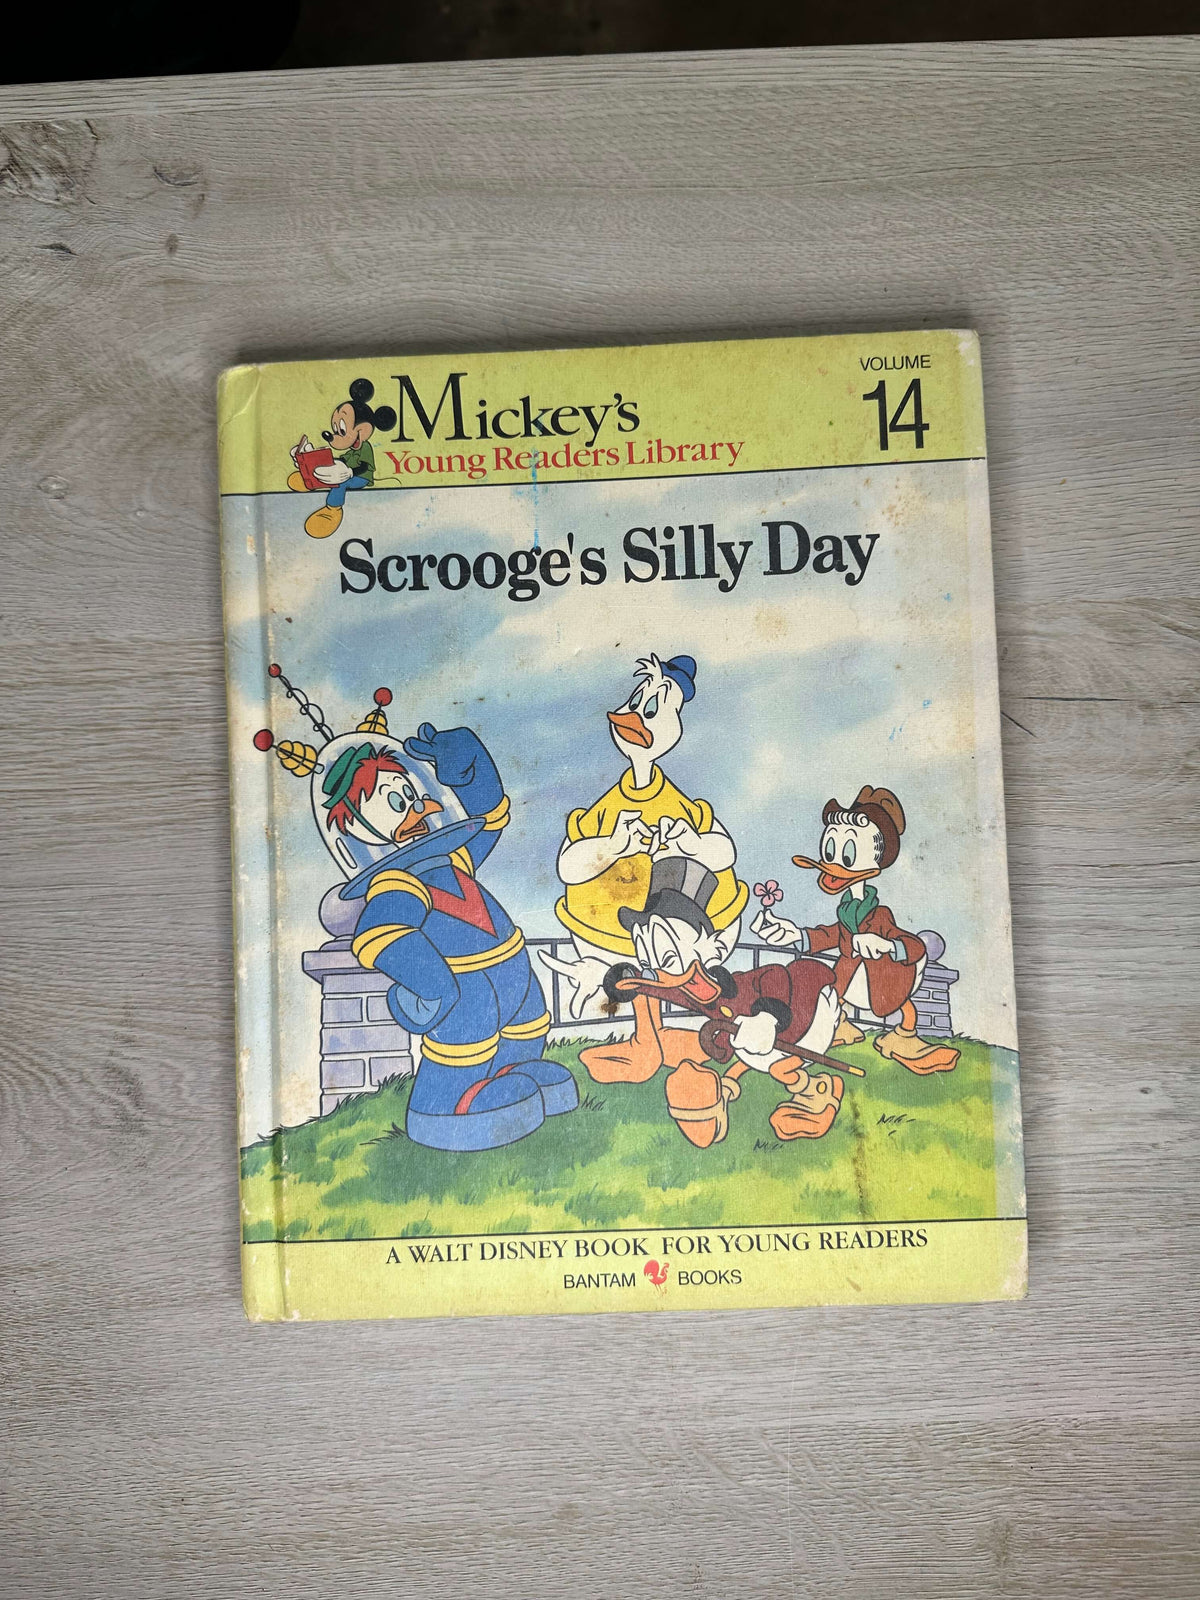 VOLUME
14
Mickey's
Young Readers Library
Scrooge's Silly Day
A WALT DISNEY BOOK FOR YOUNG READERS
BANTAM BOOKS